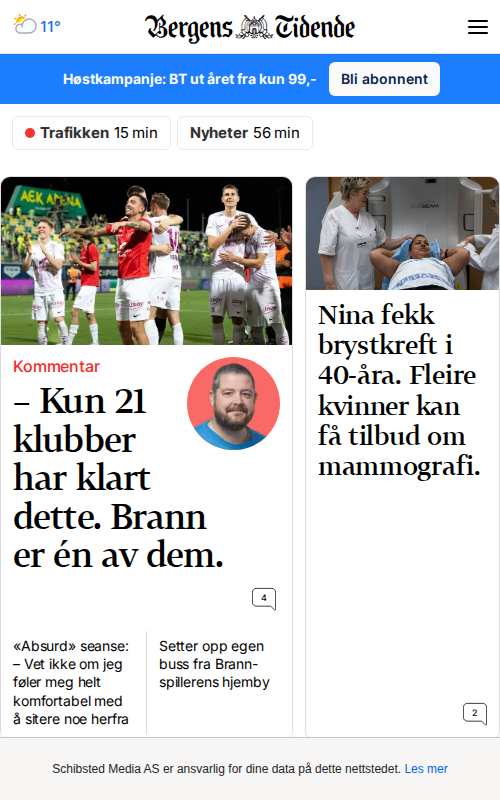 11°
Bergens Tidende
Høstkampanje: BT ut året fra kun 99,-
Bli abonnent
Trafikken 15 min
Nyheter 56 min
AEK ARENA
Kommentar
– Kun 21
klubber
har klart
dette. Brann
er én av dem.
4
«Absurd» seanse:
– Vet ikke om jeg
føler meg helt
komfortabel med
å sitere noe herfra
Setter opp egen
buss fra Brann-
spillerens hjemby
Nina fekk
brystkreft i
40-åra. Fleire
kvinner kan
få tilbud om
mammografi.
2
Schibsted Media AS er ansvarlig for dine data på dette nettstedet. Les mer